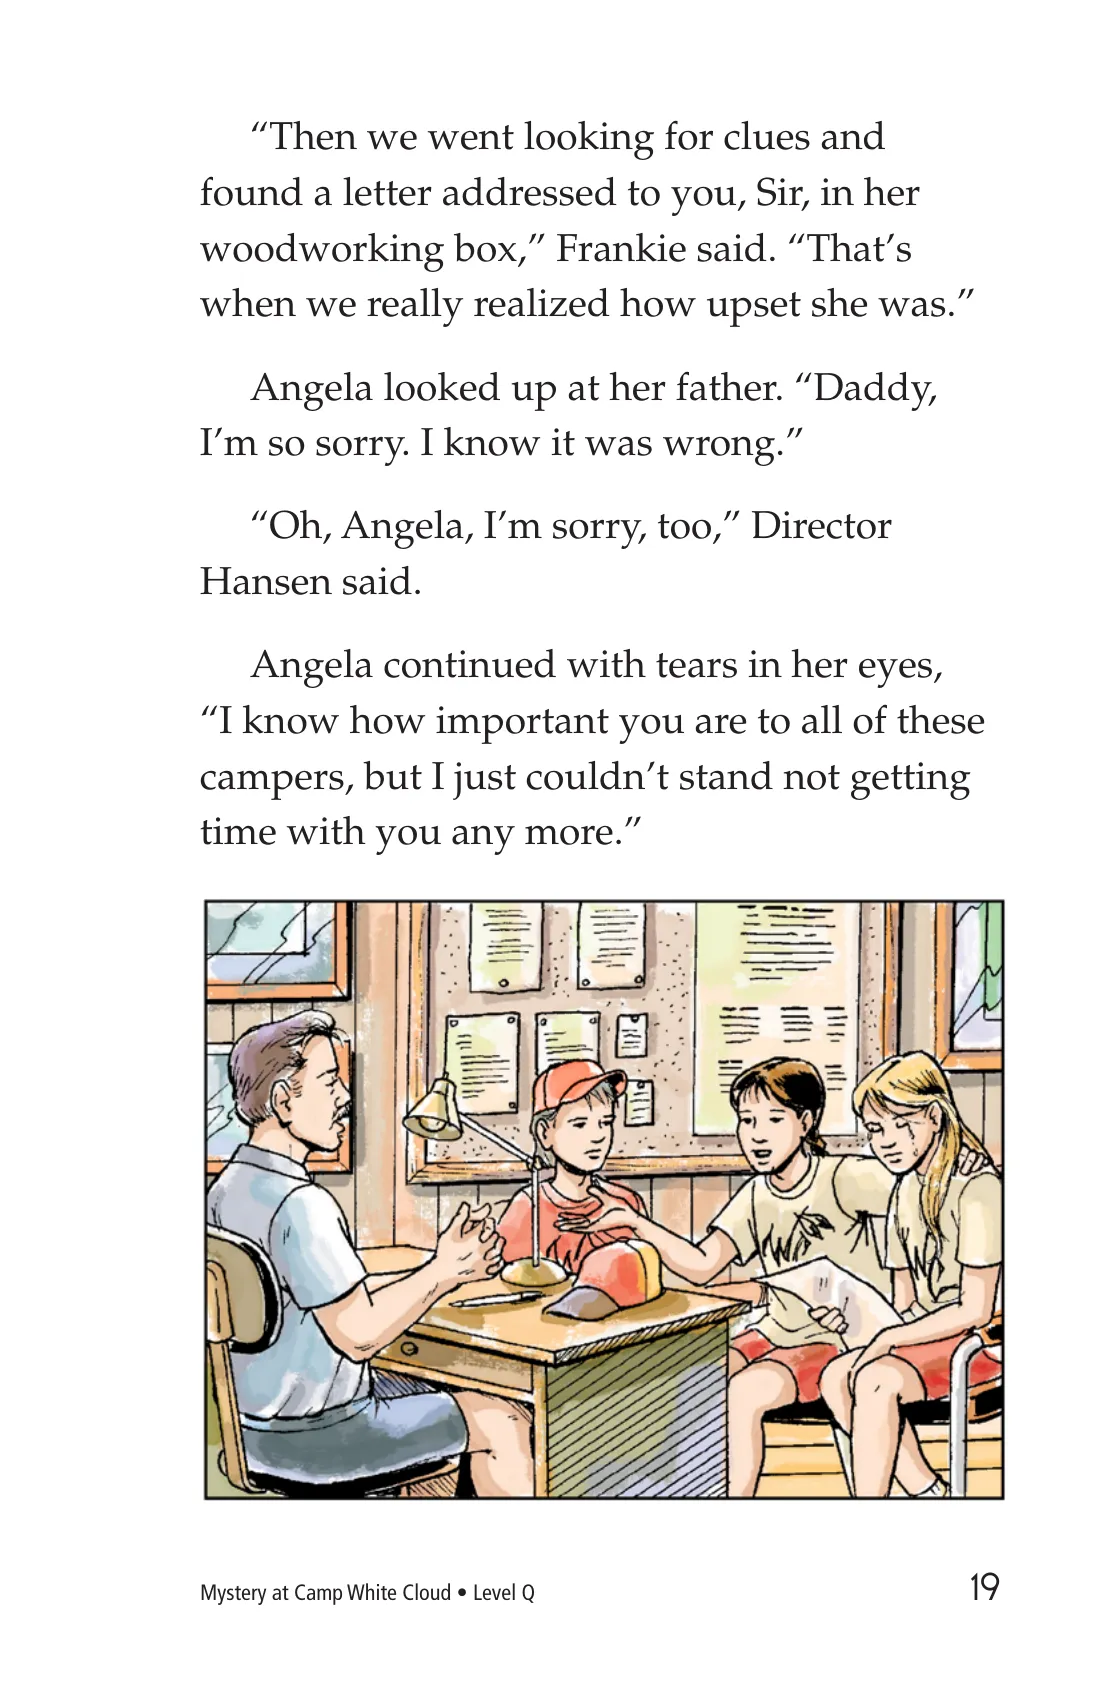 “Then we went looking for clues and
found a letter addressed to you, Sir, in her
woodworking box,” Frankie said. “That’s
when we really realized how upset she was.”
Angela looked up at her father. “Daddy,
I’m so sorry. I know it was wrong.”
“Oh, Angela, I’m sorry, too,” Director
Hansen said.
Angela continued with tears in her eyes,
“I know how important you are to all of these
campers, but I just couldn’t stand not getting
time with you any more.”
Mystery at Camp White Cloud • Level Q
19